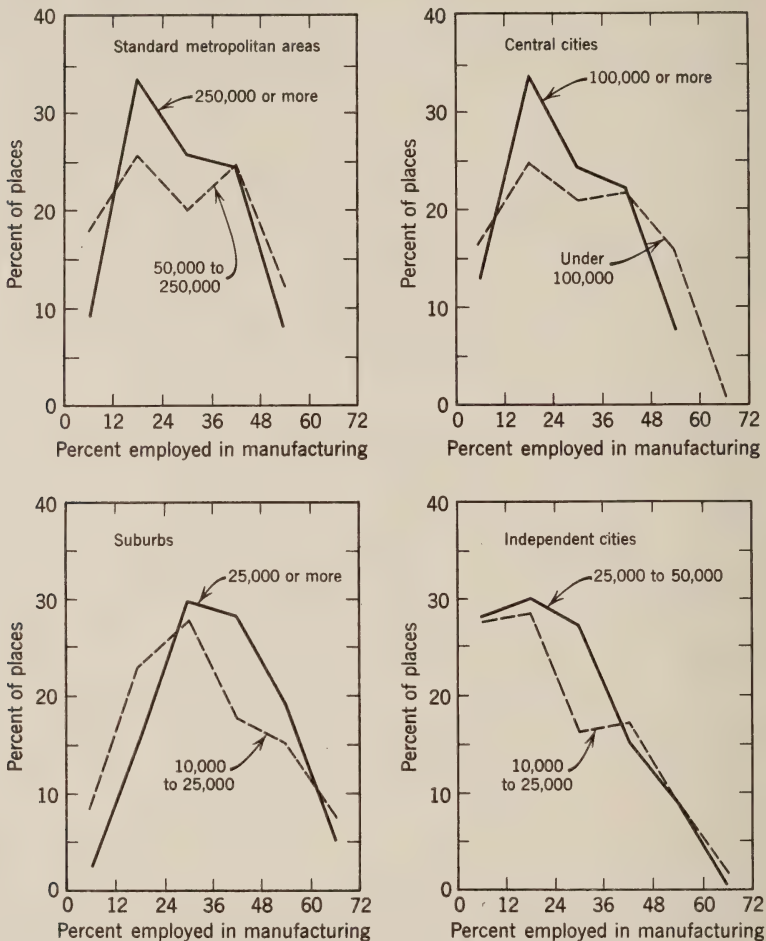 Standard metropolitan areas
250,000 or more
50,000 to
250,000
Percent of places
40
30
20
10
0
0 12 24 36 48 60 72
Percent employed in manufacturing
Central cities
100,000 or more
Under
100,000
Percent of places
40
30
20
10
0
0 12 24 36 48 60 72
Percent employed in manufacturing
Suburbs
25,000 or more
10,000
to 25,000
Percent of places
40
30
20
10
0
0 12 24 36 48 60 72
Percent employed in manufacturing
Independent cities
25,000 to 50,000
10,000
to 25,000
Percent of places
40
30
20
10
0
0 12 24 36 48 60 72
Percent employed in manufacturing